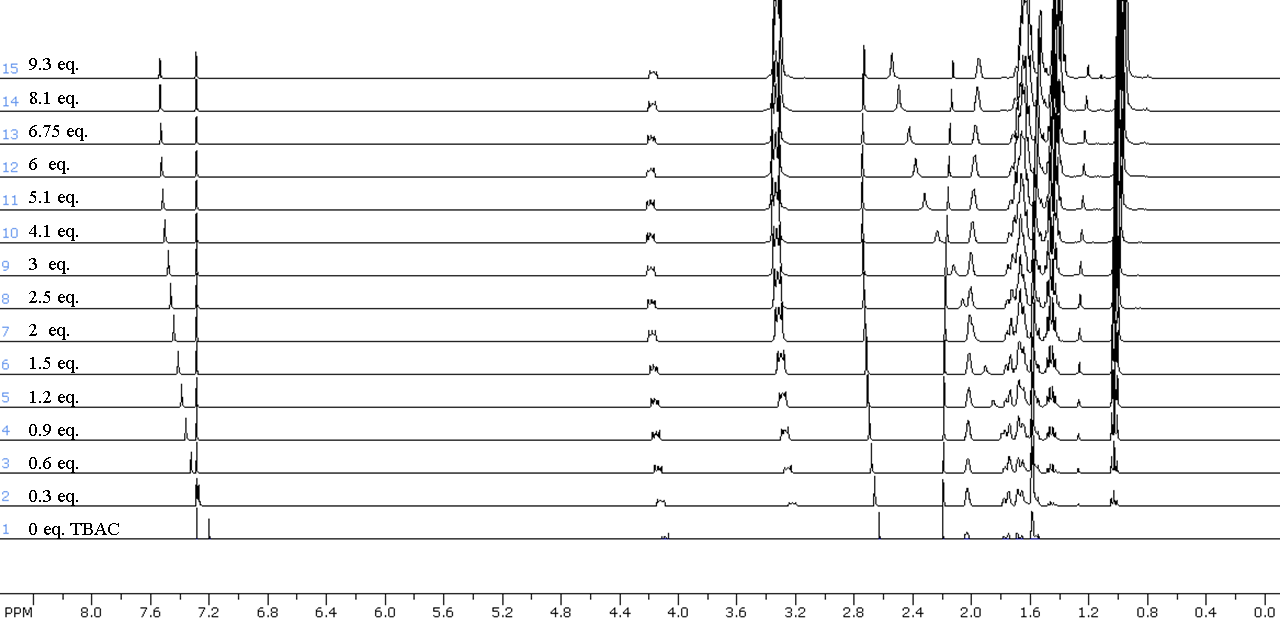 15 9.3 eq.
14 8.1 eq.
13 6.75 eq.
12 6 eq.
11 5.1 eq.
10 4.1 eq.
9 3 eq.
8 2.5 eq.
7 2 eq.
6 1.5 eq.
5 1.2 eq.
4 0.9 eq.
3 0.6 eq.
2 0.3 eq.
1 0 eq. TBAC
PPM 8.0 7.6 7.2 6.8 6.4 6.0 5.6 5.2 4.8 4.4 4.0 3.6 3.2 2.8 2.4 2.0 1.6 1.2 0.8 0.4 0.0